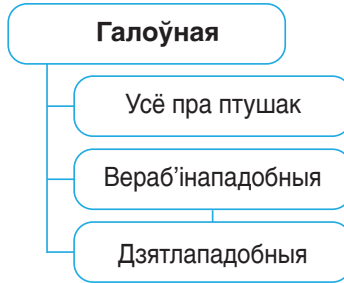 Галоўная
Усё пра птушак
Вераб’інападобныя
Дзятлападобныя